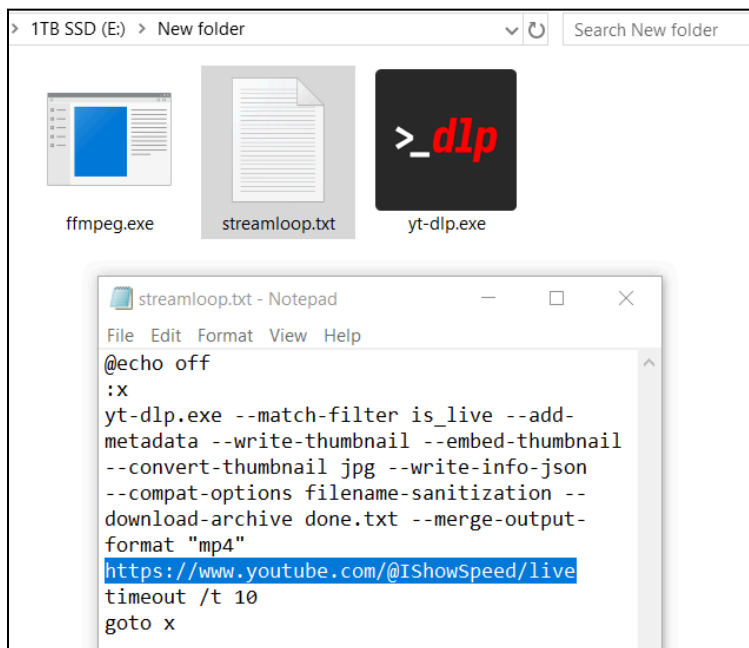 > 1TB SSD (E:) > New folder
Search New folder
>_dlp
ffmpeg.exe
streamloop.txt
yt-dlp.exe
streamloop.txt - Notepad
File Edit Format View Help
@echo off
:x
yt-dlp.exe --match-filter is_live --add-
metadata --write-thumbnail --embed-thumbnail
--convert-thumbnail jpg --write-info-json
--compat-options filename-sanitization --
download-archive done.txt --merge-output-
format "mp4"
https://www.youtube.com/@IShowSpeed/live
timeout /t 10
goto x